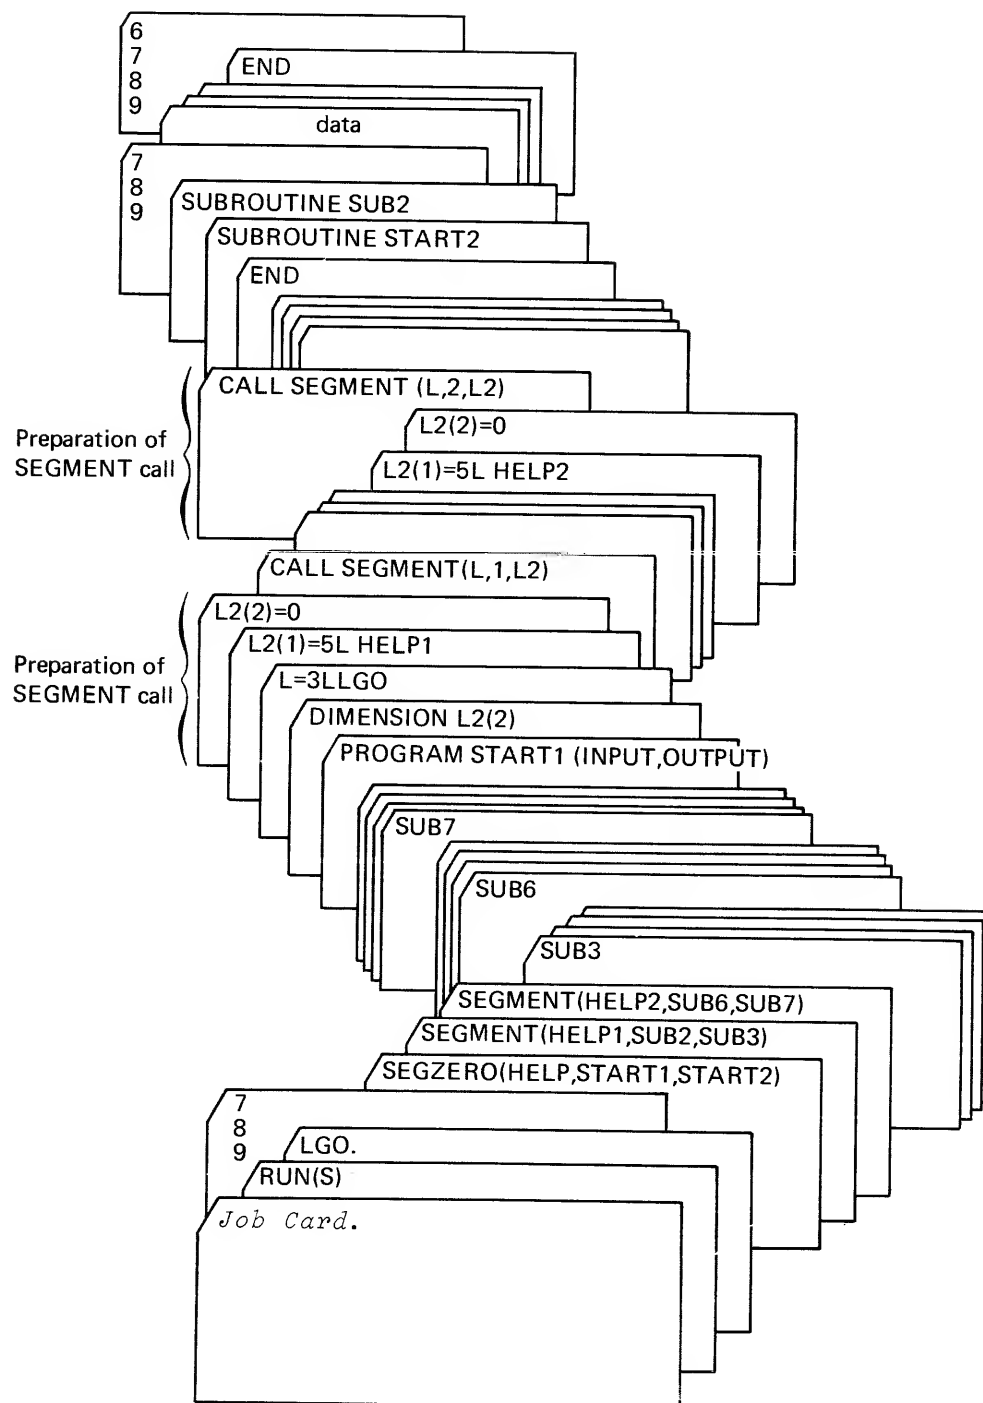 6
7
8
9
END
data
7
8
9
SUBROUTINE SUB2
SUBROUTINE START2
END
CALL SEGMENT (L,2,L2)
Preparation of
SEGMENT call
L2(2)=0
L2(1)=5L HELP2
CALL SEGMENT(L,1,L2)
L2(2)=0
Preparation of
SEGMENT call
L2(1)=5L HELP1
L=3LLGO
DIMENSION L2(2)
PROGRAM START1 (INPUT,OUTPUT)
SUB7
SUB6
SUB3
SEGMENT(HELP2,SUB6,SUB7)
SEGMENT(HELP1,SUB2,SUB3)
SEGZERO(HELP,START1,START2)
7
8
9
LGO.
RUN(S)
Job Card.